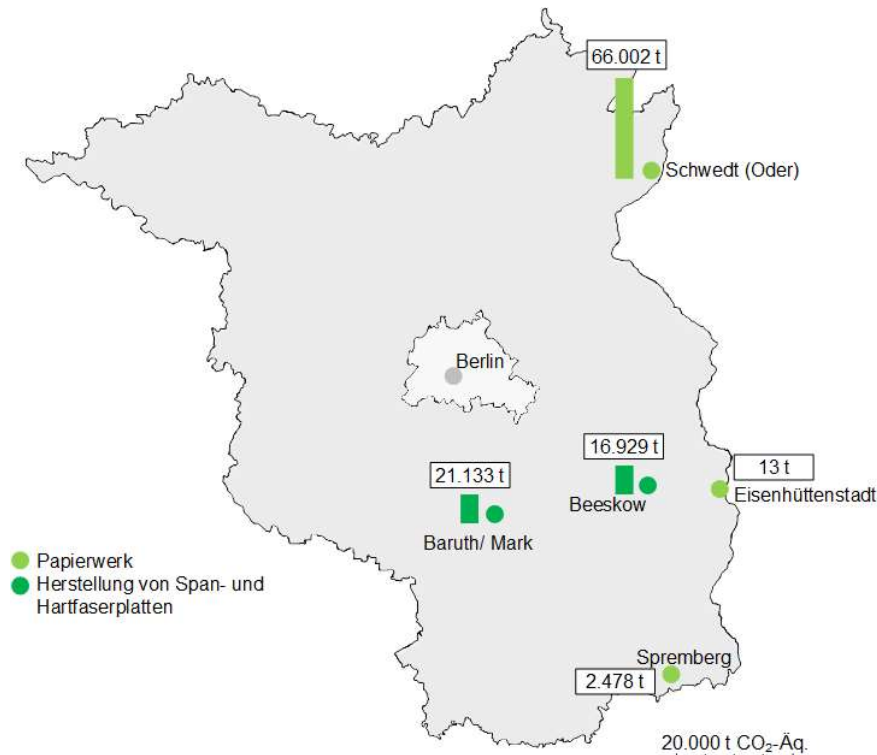 66.002 t
Schwedt (Oder)
Berlin
16.929 t
13 t
21.133 t
Eisenhüttenstadt
Beeskow
Baruth/ Mark
Papierwerk
Herstellung von Span- und
Hartfaserplatten
Spremberg
2.478 t
20.000 t CO₂-Äq.